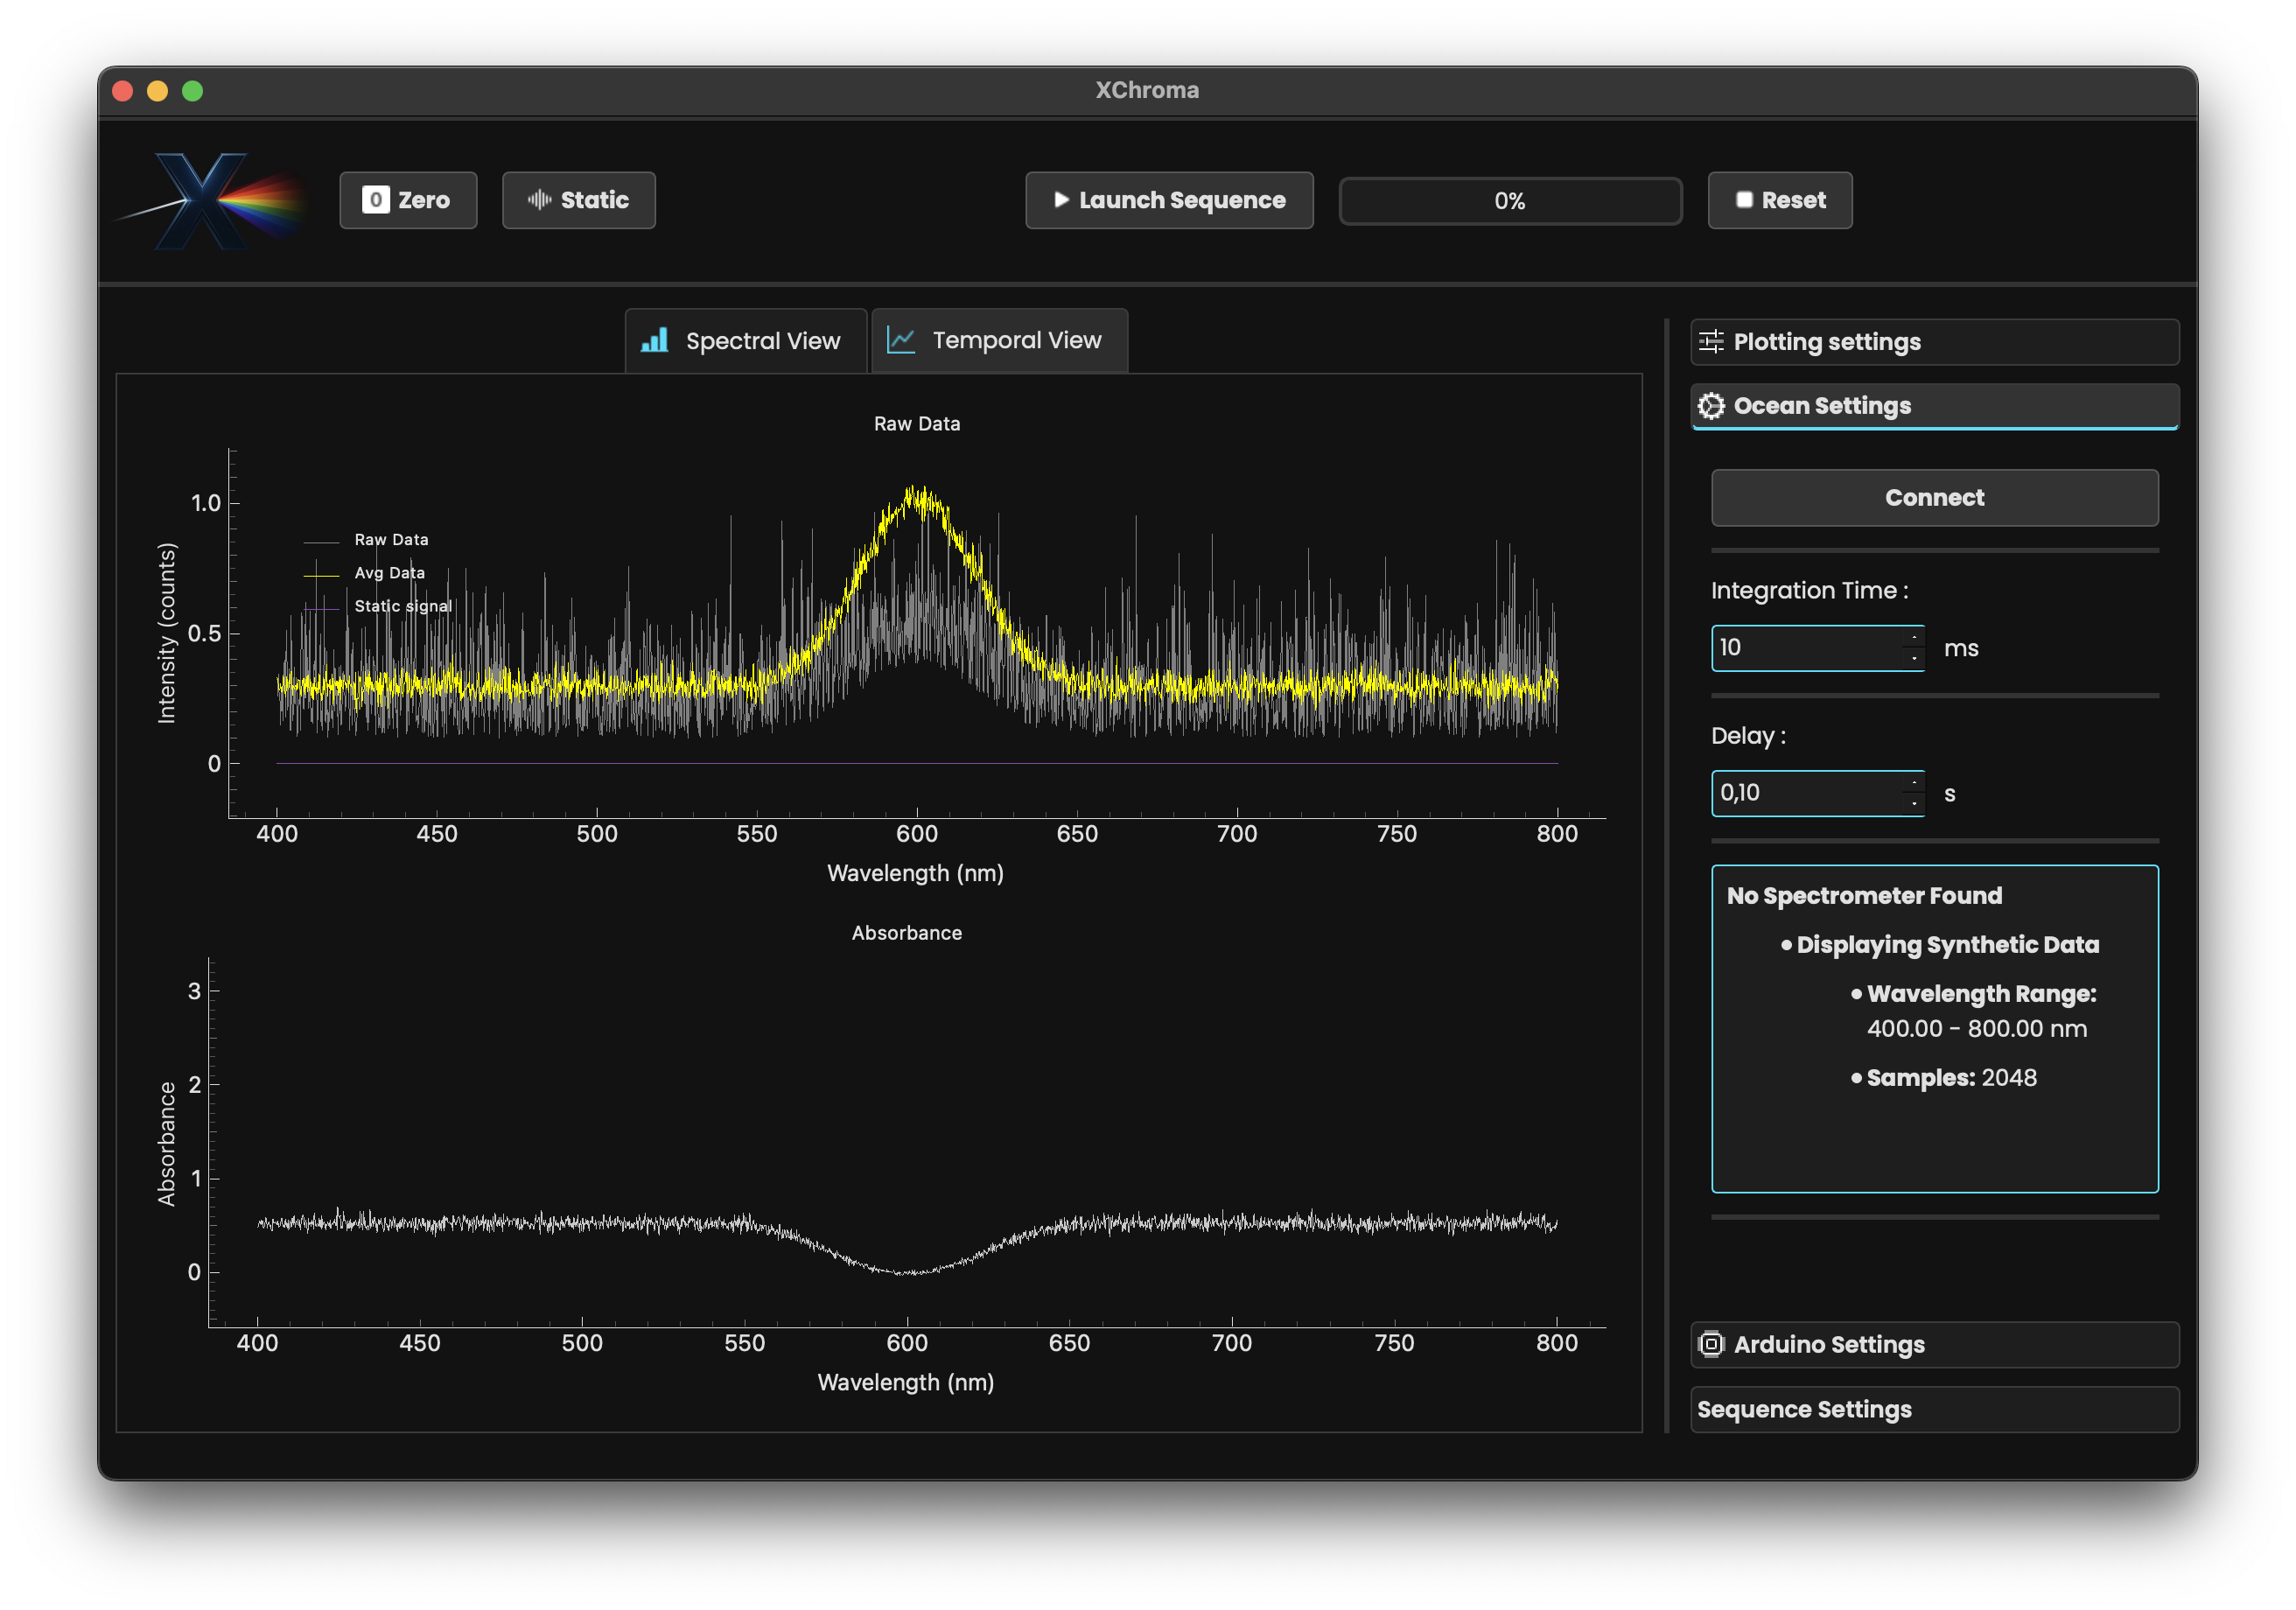 XChroma
0 Zero
Static
Launch Sequence
0%
Reset
Spectral View
Temporal View
Raw Data
1.0
0.5
0
Intensity (counts)
Raw Data
Avg Data
Static signal
400 450 500 550 600 650 700 750 800
Wavelength (nm)
Absorbance
3
2
1
0
Absorbance
400 450 500 550 600 650 700 750 800
Wavelength (nm)
Plotting settings
Ocean Settings
Connect
Integration Time :
10 ms
Delay :
0,10 s
No Spectrometer Found
• Displaying Synthetic Data
• Wavelength Range:
400.00 - 800.00 nm
• Samples: 2048
Arduino Settings
Sequence Settings